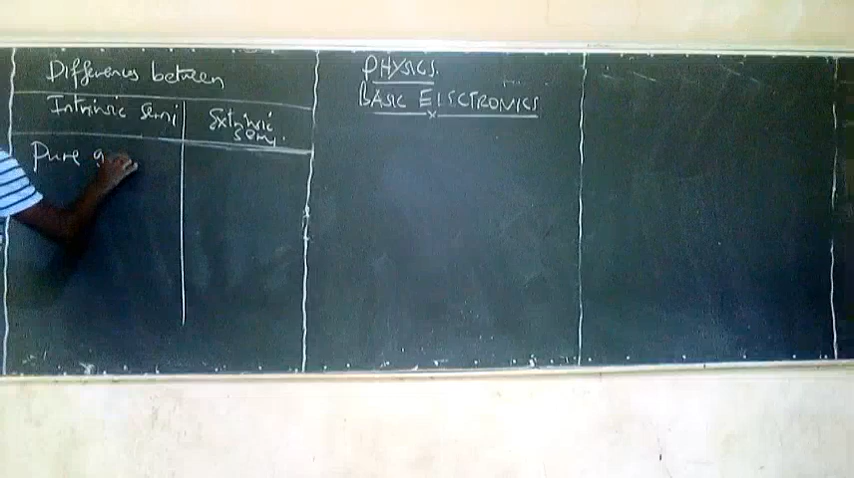 Differences between
Intrinsic Semi
Extrinsic
Semi.
Pure
PHYSICS.
BASIC ELECTRONICS
x